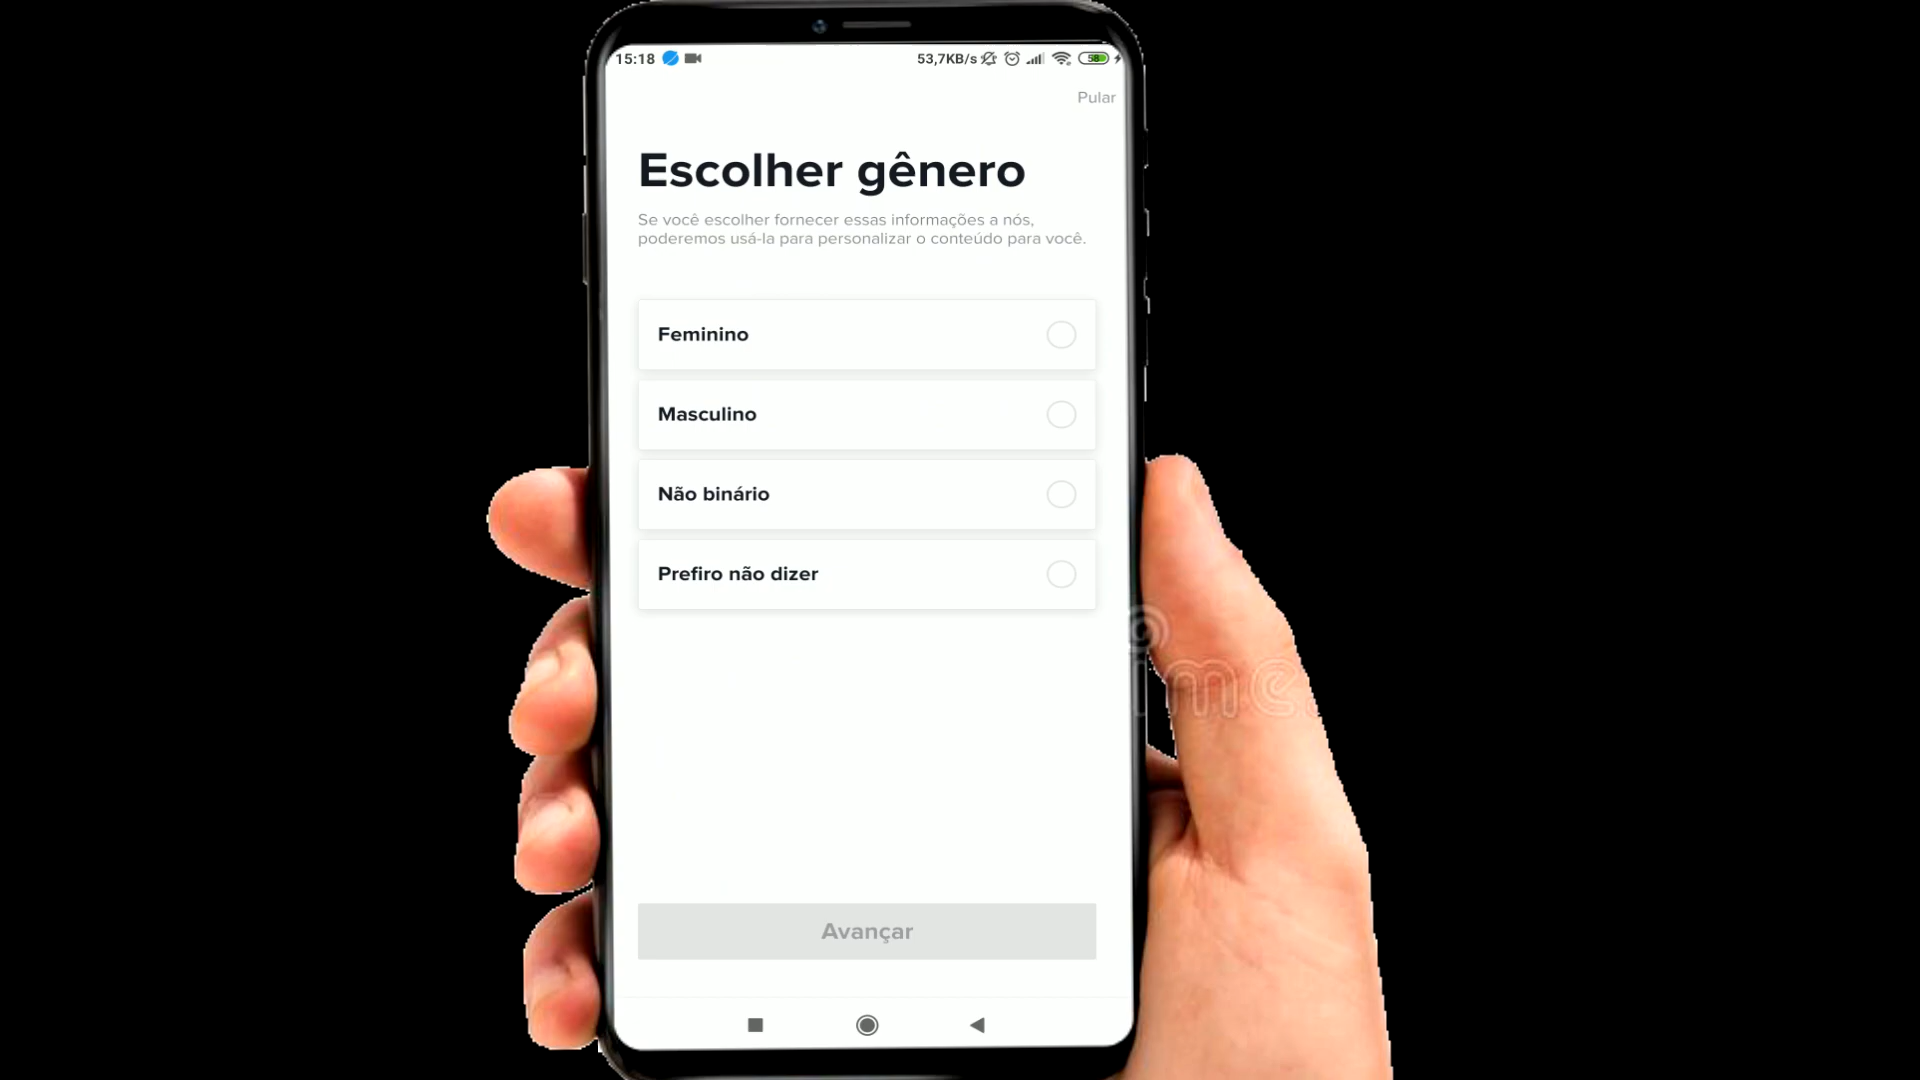 15:18 53,7KB/s 58
Pular
Escolher gênero
Se você escolher fornecer essas informações a nós,
poderemos usá-la para personalizar o conteúdo para você.
Feminino
Masculino
Não binário
Prefiro não dizer
Avançar